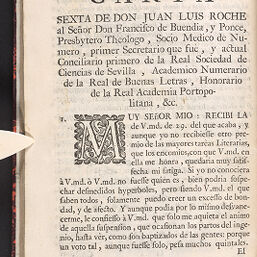 CARTA
SEXTA DE DON JUAN LUIS ROCHE
al Señor Don Francisco de Buendia, y Ponce,
Presbytero Theologo, Socio Medico de Nu-
mero, primer Secretario que fue, y actual
Conciliario primero de la Real Sociedad de
Ciencias de Sevilla, Academico Numerario
de la Real de Buenas Letras, Honorario
de la Real Academia Portopo-
litana, &c.
1. MUY SEÑOR MIO: RECIBI LA
de V.md. de 29. del que acaba, y
aunque yo no recibiesse otro pre-
mio de las mayores tareas Literarias,
que los encomios, con que V.md. en
ella me honra, quedaria muy satis-
fecha mi fatiga. Si yo no conociera
à V.md. ò V.md. no fuesse quien es, bien podria sospe-
char desmedidos hyperboles, pero siendo V.md. el que
saben todos, solamente puedo creer un excesso de bon-
dad, y de afecto. Y aunque podia por lo mismo desvane-
cerme, le confiesso à V.md. que solo me aquieta el animo
de aquella suspension, que ocasionan los partos del inge-
nio, hasta vèr, como son baptizados de las gentes: porque
un voto tal, aunque fuesse solo, pesa muchos quintales.
El